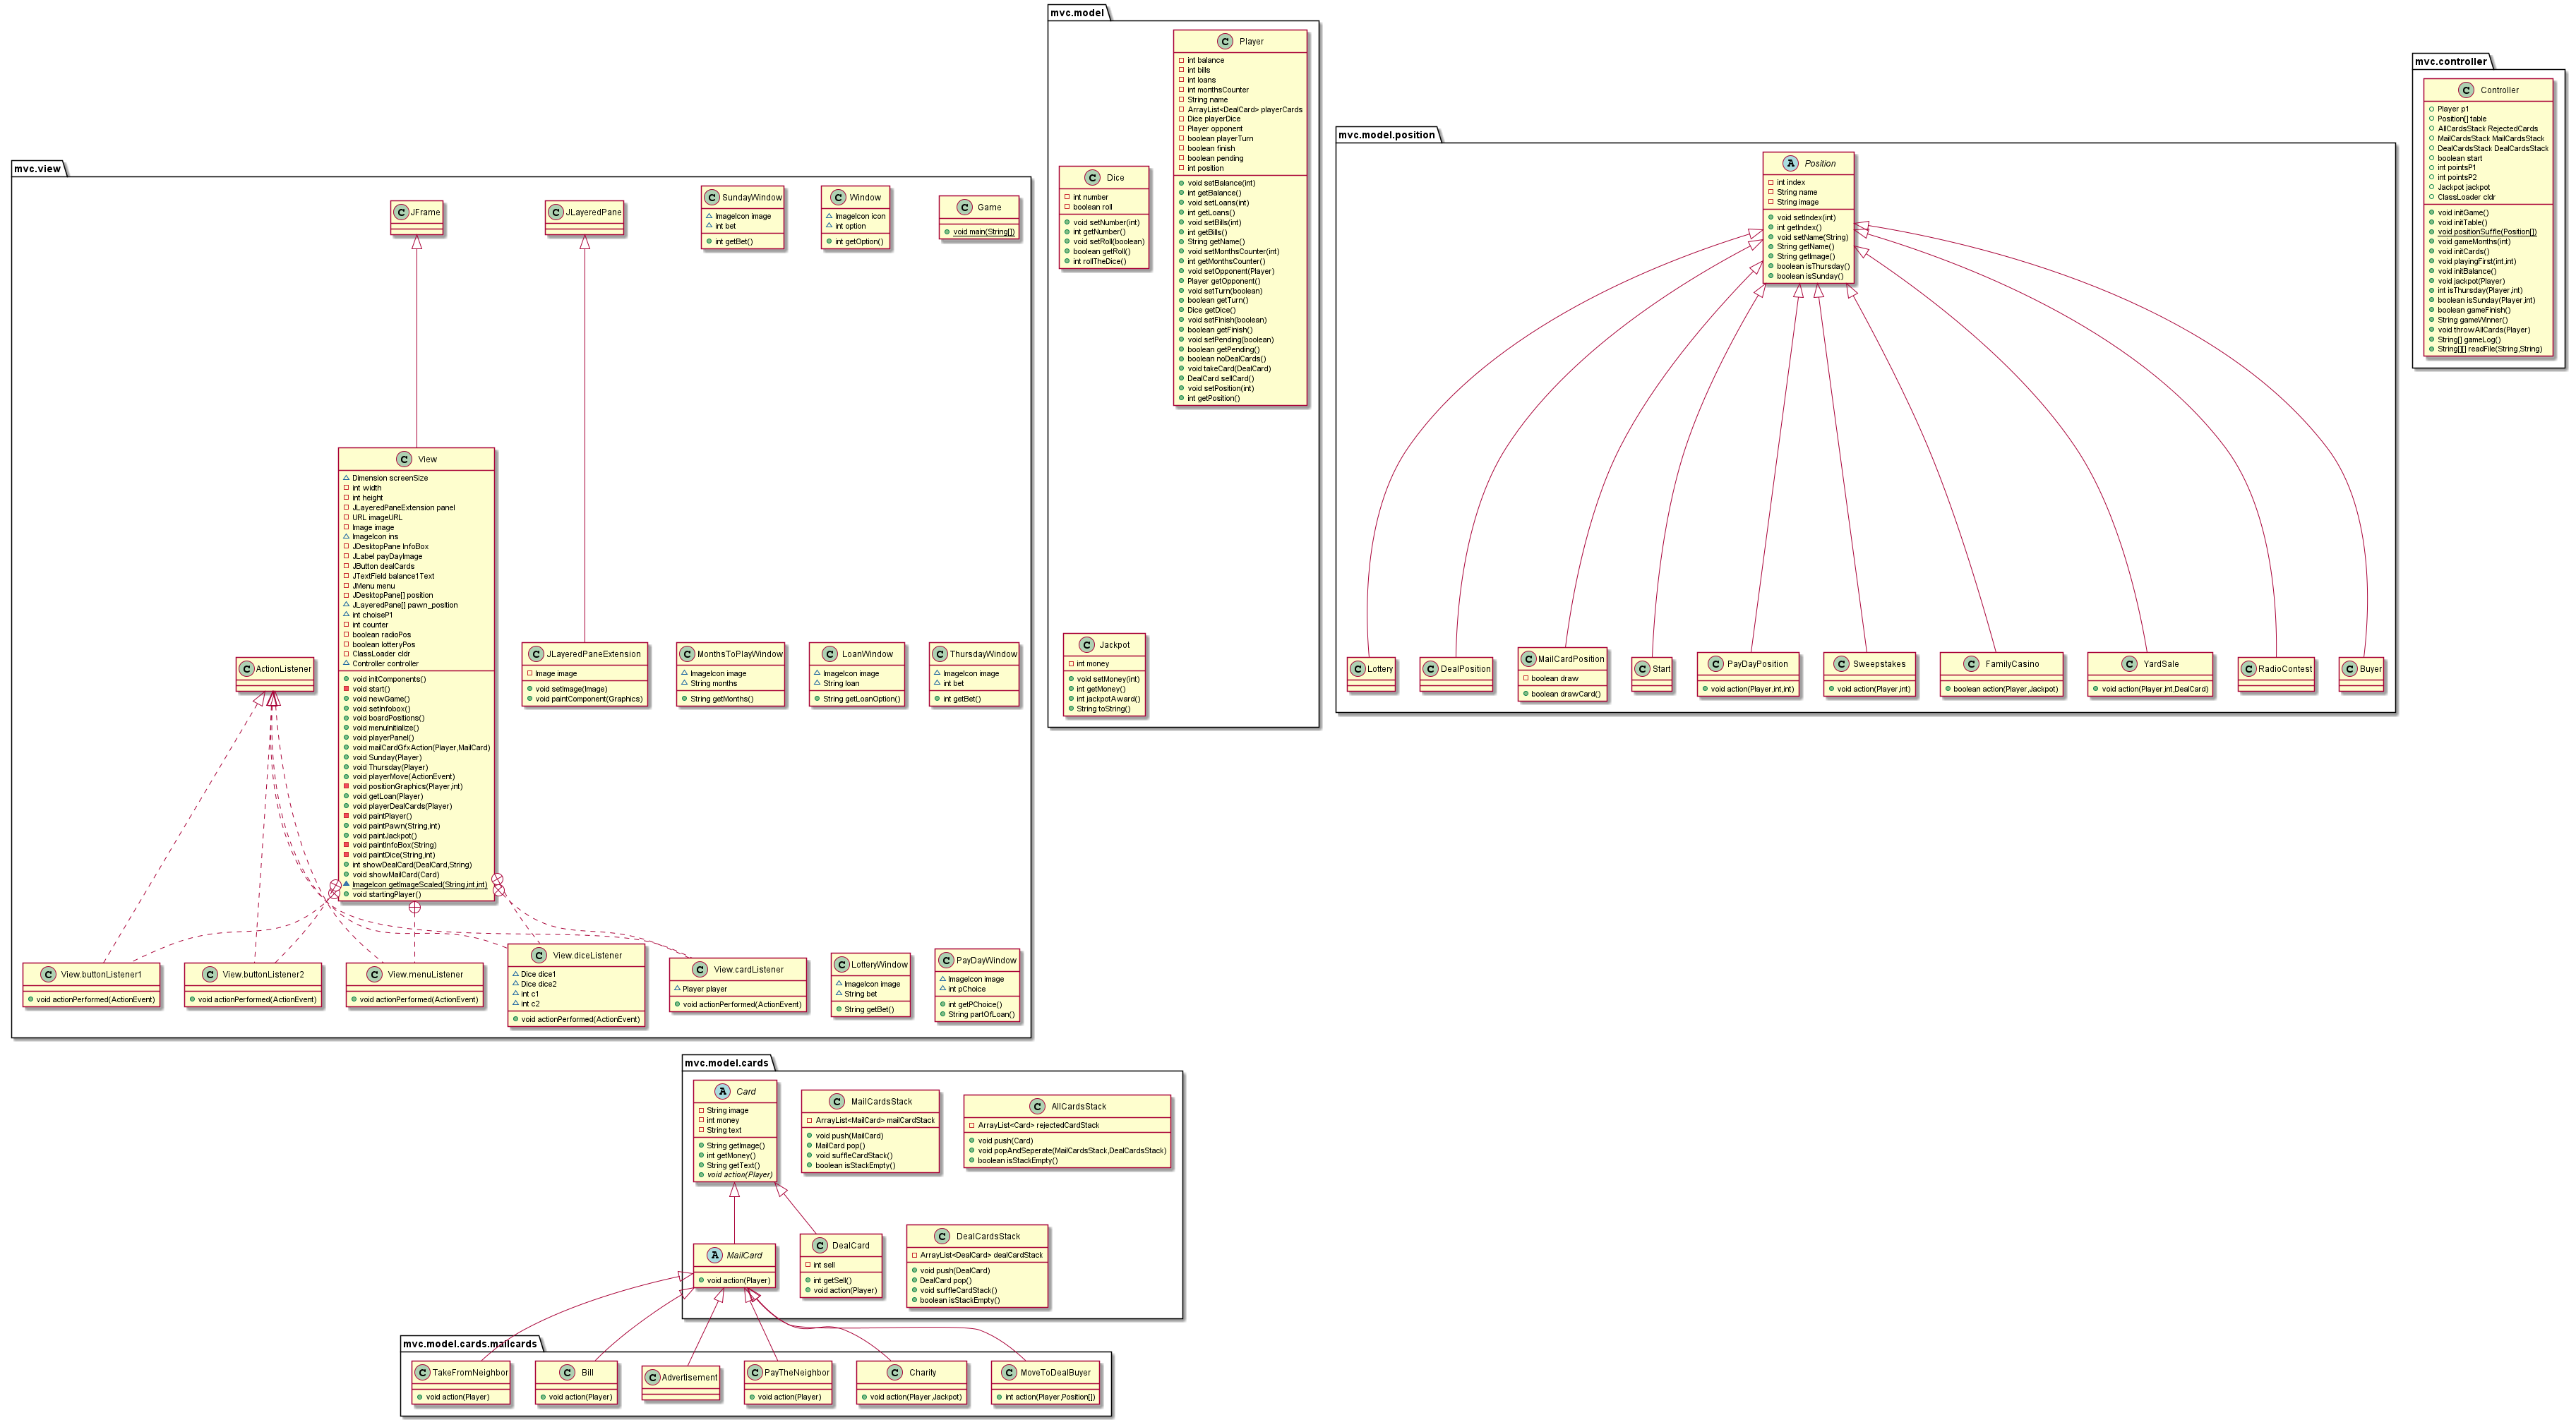 mvc.view
JFrame
JLayeredPane
SundayWindow
ImageIcon image
int bet
int getBet()
Window
ImageIcon icon
int option
int getOption()
Game
void main(String[])
View
Dimension screenSize
int width
int height
JLayeredPaneExtension panel
URL imageURL
Image image
ImageIcon ins
JDesktopPane InfoBox
JLabel payDayImage
JButton dealCards
JTextField balance1Text
JMenu menu
JDesktopPane[] position
JLayeredPane[] pawn_position
int choiseP1
int counter
boolean radioPos
boolean lotteryPos
ClassLoader cldr
Controller controller
void initComponents()
void start()
void newGame()
void setInfobox()
void boardPositions()
void menuInitialize()
void playerPanel()
void mailCardGfxAction(Player,MailCard)
void Sunday(Player)
void Thursday(Player)
void playerMove(ActionEvent)
void positionGraphics(Player,int)
void getLoan(Player)
void playerDealCards(Player)
void paintPlayer()
void paintPawn(String,int)
void paintJackpot()
void paintInfoBox(String)
void paintDice(String,int)
int showDealCard(DealCard,String)
void showMailCard(Card)
ImageIcon getImageScaled(String,int,int)
void startingPlayer()
ActionListener
JLayeredPaneExtension
Image image
void setImage(Image)
void paintComponent(Graphics)
MonthsToPlayWindow
ImageIcon image
String months
String getMonths()
LoanWindow
ImageIcon image
String loan
String getLoanOption()
ThursdayWindow
ImageIcon image
int bet
int getBet()
View.buttonListener1
void actionPerformed(ActionEvent)
View.buttonListener2
void actionPerformed(ActionEvent)
View.menuListener
void actionPerformed(ActionEvent)
View.diceListener
Dice dice1
Dice dice2
int c1
int c2
void actionPerformed(ActionEvent)
View.cardListener
Player player
void actionPerformed(ActionEvent)
LotteryWindow
ImageIcon image
String bet
String getBet()
PayDayWindow
ImageIcon image
int pChoice
int getPChoice()
String partOfLoan()
mvc.model
Player
int balance
int bills
int loans
int monthsCounter
String name
ArrayList<DealCard> playerCards
Dice playerDice
Player opponent
boolean playerTurn
boolean finish
boolean pending
int position
void setBalance(int)
int getBalance()
void setLoans(int)
int getLoans()
void setBills(int)
int getBills()
String getName()
void setMonthsCounter(int)
int getMonthsCounter()
void setOpponent(Player)
Player getOpponent()
void setTurn(boolean)
boolean getTurn()
Dice getDice()
void setFinish(boolean)
boolean getFinish()
void setPending(boolean)
boolean getPending()
boolean noDealCards()
void takeCard(DealCard)
DealCard sellCard()
void setPosition(int)
int getPosition()
Dice
int number
boolean roll
void setNumber(int)
int getNumber()
void setRoll(boolean)
boolean getRoll()
int rollTheDice()
Jackpot
int money
void setMoney(int)
int getMoney()
int jackpotAward()
String toString()
mvc.model.position
Position
int index
String name
String image
void setIndex(int)
int getIndex()
void setName(String)
String getName()
String getImage()
boolean isThursday()
boolean isSunday()
Lottery
DealPosition
MailCardPosition
boolean draw
boolean drawCard()
Start
PayDayPosition
void action(Player,int,int)
Sweepstakes
void action(Player,int)
FamilyCasino
boolean action(Player,Jackpot)
YardSale
void action(Player,int,DealCard)
RadioContest
Buyer
mvc.controller
Controller
Player p1
Position[] table
AllCardsStack RejectedCards
MailCardsStack MailCardsStack
DealCardsStack DealCardsStack
boolean start
int pointsP1
int pointsP2
Jackpot jackpot
ClassLoader cldr
void initGame()
void initTable()
void positionSuffle(Position[])
void gameMonths(int)
void initCards()
void playingFirst(int,int)
void initBalance()
void jackpot(Player)
int isThursday(Player,int)
boolean isSunday(Player,int)
boolean gameFinish()
String gameWinner()
void throwAllCards(Player)
String[] gameLog()
String[][] readFile(String,String)
mvc.model.cards
Card
String image
int money
String text
String getImage()
int getMoney()
String getText()
void action(Player)
MailCardsStack
ArrayList<MailCard> mailCardStack
void push(MailCard)
MailCard pop()
void suffleCardStack()
boolean isStackEmpty()
AllCardsStack
ArrayList<Card> rejectedCardStack
void push(Card)
void popAndSeperate(MailCardsStack,DealCardsStack)
boolean isStackEmpty()
MailCard
void action(Player)
DealCard
int sell
int getSell()
void action(Player)
DealCardsStack
ArrayList<DealCard> dealCardStack
void push(DealCard)
DealCard pop()
void suffleCardStack()
boolean isStackEmpty()
mvc.model.cards.mailcards
TakeFromNeighbor
void action(Player)
Bill
void action(Player)
Advertisement
PayTheNeighbor
void action(Player)
Charity
void action(Player,Jackpot)
MoveToDealBuyer
int action(Player,Position[])